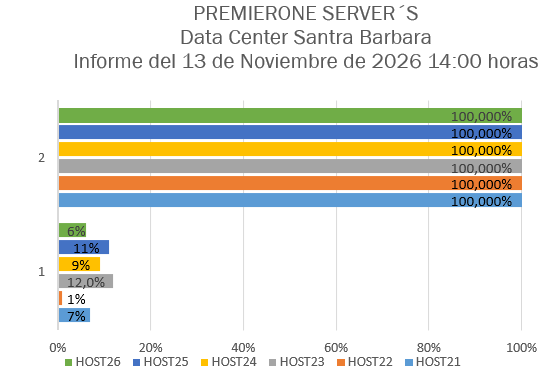 PREMIERONE SERVER´S
Data Center Santra Barbara
Informe del 13 de Noviembre de 2026 14:00 horas
100,000%
100,000%
2
100,000%
100,000%
100,000%
100,000%
6%
11%
9%
1
12,0%
1%
7%
0% 20% 40% 60% 80% 100%
HOST26 HOST25 HOST24 HOST23 HOST22 HOST21